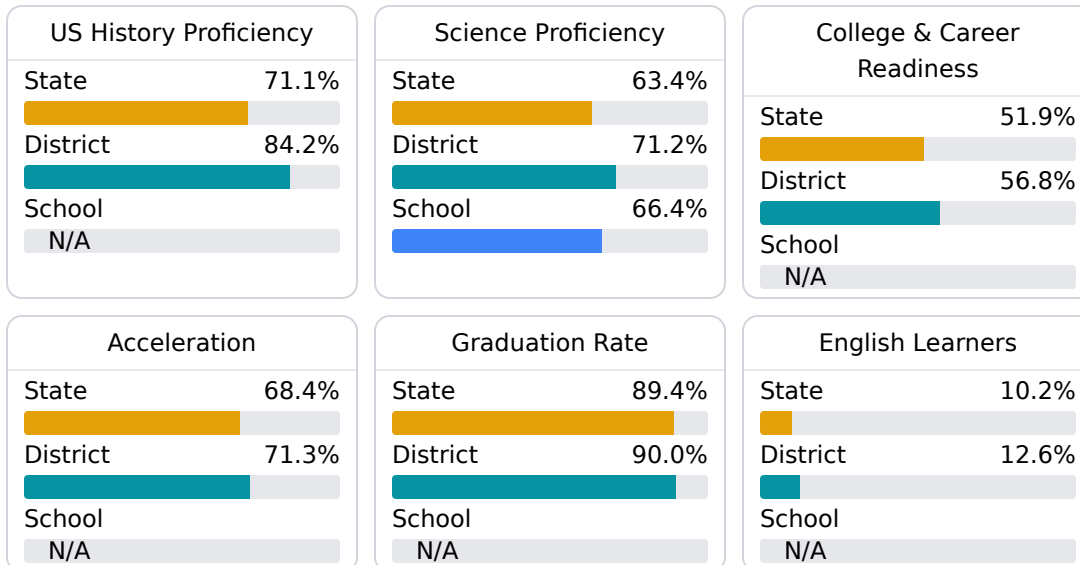 US History Proficiency
State 71.1%
District 84.2%
School
N/A
Science Proficiency
State 63.4%
District 71.2%
School 66.4%
College & Career
Readiness
State 51.9%
District 56.8%
School
N/A
Acceleration
State 68.4%
District 71.3%
School
N/A
Graduation Rate
State 89.4%
District 90.0%
School
N/A
English Learners
State 10.2%
District 12.6%
School
N/A